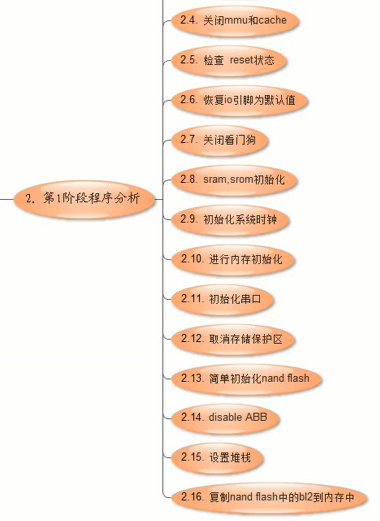 2.4. 关闭mmu和cache
2.5. 检查 reset状态
2.6. 恢复io引脚为默认值
2.7. 关闭看门狗
2. 第1阶段程序分析
2.8. sram,srom初始化
2.9. 初始化系统时钟
2.10. 进行内存初始化
2.11. 初始化串口
2.12. 取消存储保护区
2.13. 简单初始化nand flash
2.14. disable ABB
2.15. 设置堆栈
2.16. 复制nand flash中的bl2到内存中